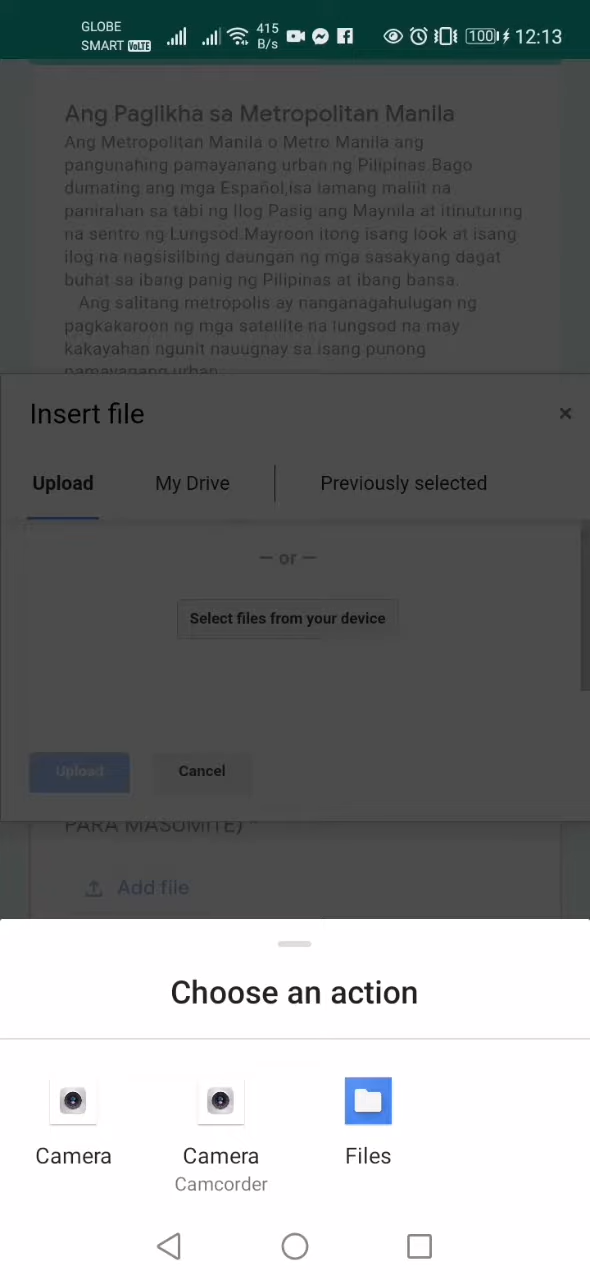 GLOBE
SMART VoLTE
415
B/s
100
12:13
Ang Paglikha sa Metropolitan Manila
Ang Metropolitan Manila o Metro Manila ang
pangunahing pamayanang urban ng Pilipinas.Bago
dumating ang mga Español,isa lamang maliit na
panirahan sa tabi ng Ilog Pasig ang Maynila at itinuturing
na sentro ng Lungsod.Mayroon itong isang look at isang
ilog na nagsisilbing daungan ng mga sasakyang dagat
buhat sa ibang panig ng Pilipinas at ibang bansa.
Ang salitang metropolis ay nanganagahulugan ng
pagkakaroon ng mga satellite na lungsod na may
kakayahan ngunit nauugnay sa isang punong
pamayanang urban
Insert file
×
Upload
My Drive
Previously selected
— or —
Select files from your device
Upload
Cancel
PARA MASUMITE) *
Add file
Choose an action
Camera
Camera
Files
Camcorder